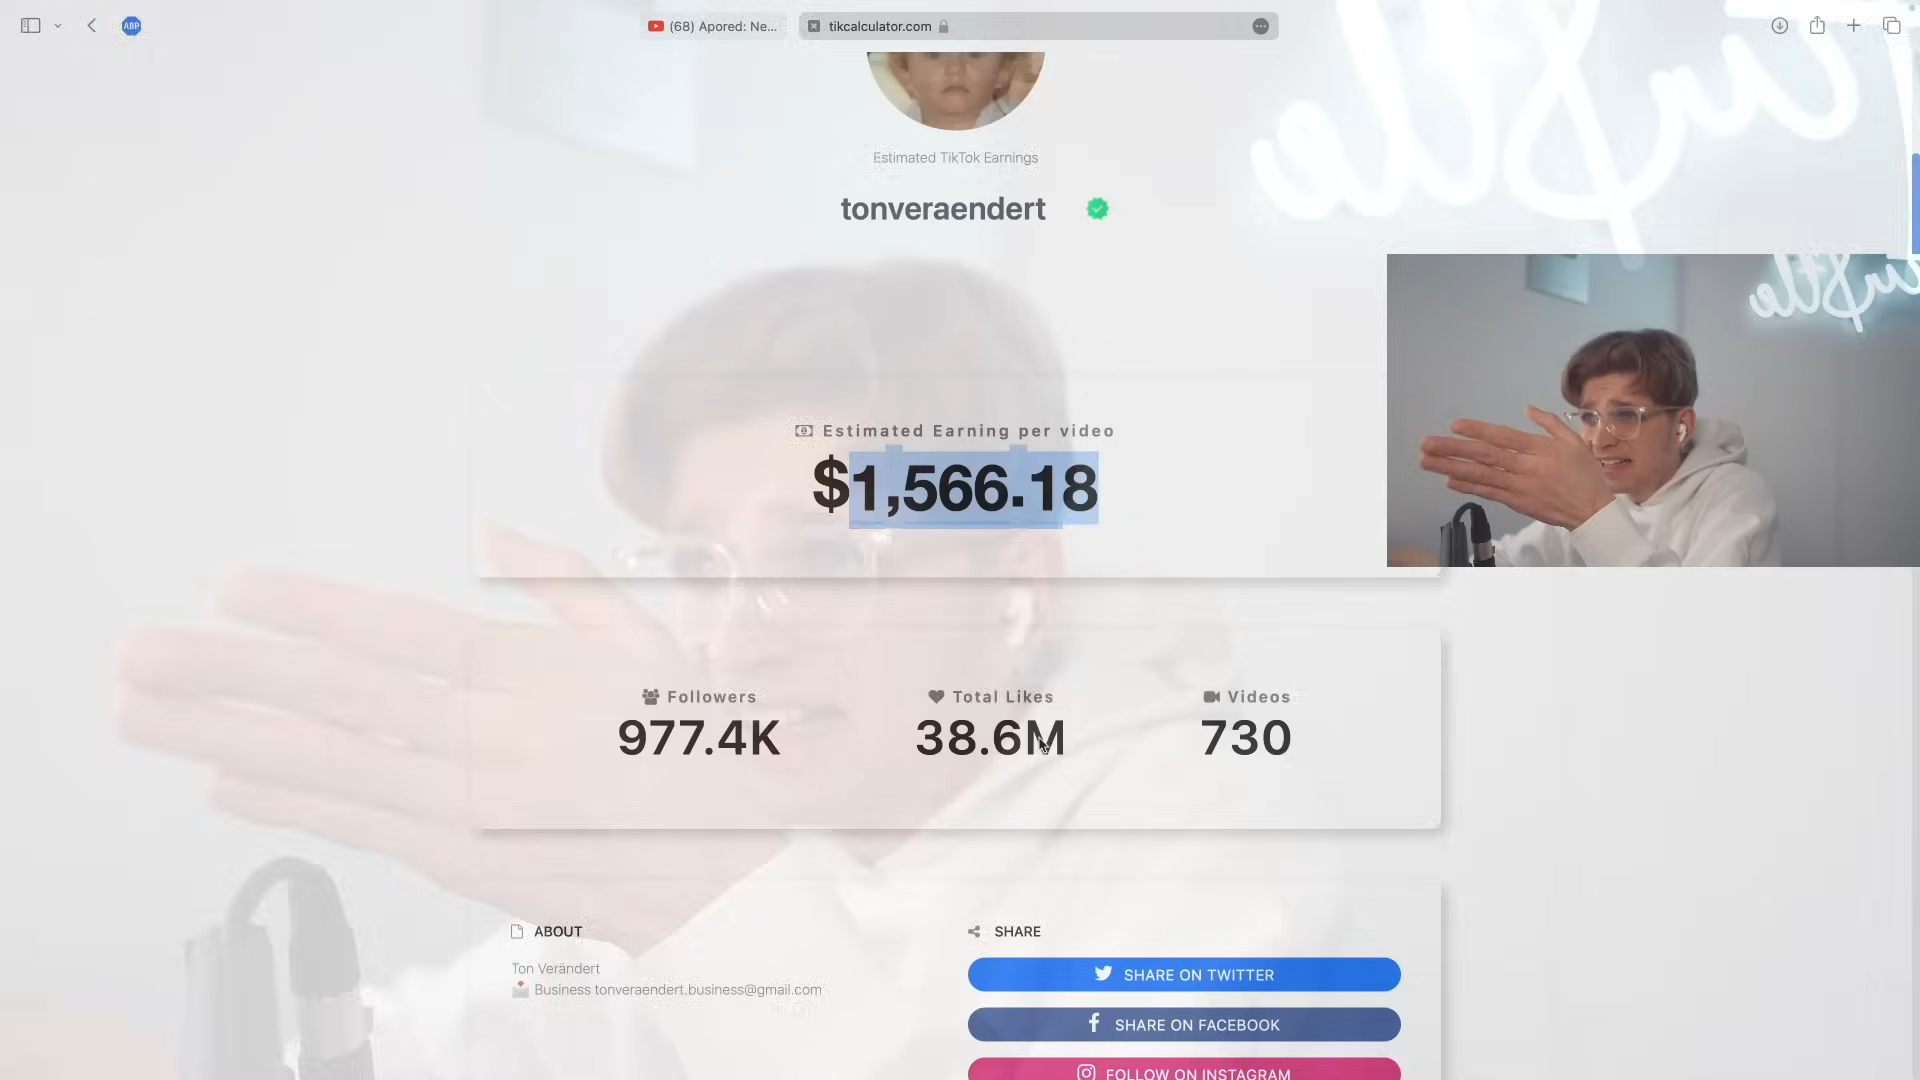 ABP
(68) Apored: Ne...
tikcalculator.com
Estimated TikTok Earnings
tonveraendert
Estimated Earning per video
$1,566.18
Followers
977.4K
Total Likes
38.6M
Videos
730
ABOUT
Ton Verändert
Business tonveraendert.business@gmail.com
SHARE
SHARE ON TWITTER
SHARE ON FACEBOOK
FOLLOW ON INSTAGRAM